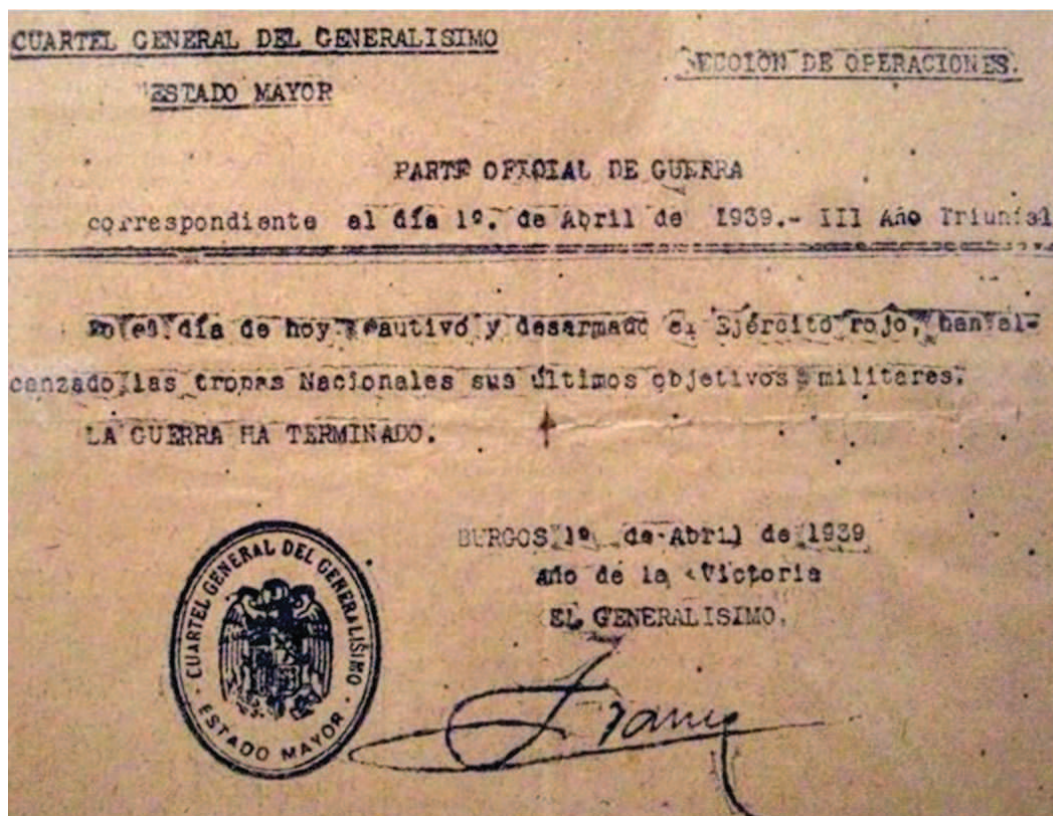 CUARTEL GENERAL DEL GENERALISIMO
SECCION DE OPERACIONES.
ESTADO MAYOR
PARTE OFICIAL DE GUERRA
correspondiente al día 1º. de Abril de 1939.- III Año Triunfal
En el día de hoy, cautivo y desarmado el Ejército rojo, han al-
canzado las tropas Nacionales sus últimos objetivos militares.
LA GUERRA HA TERMINADO.
BURGOS 1º de Abril de 1939
Año de la Victoria
EL GENERALISIMO.
CUARTEL GENERAL DEL GENERALÍSIMO
ESTADO MAYOR
Franco